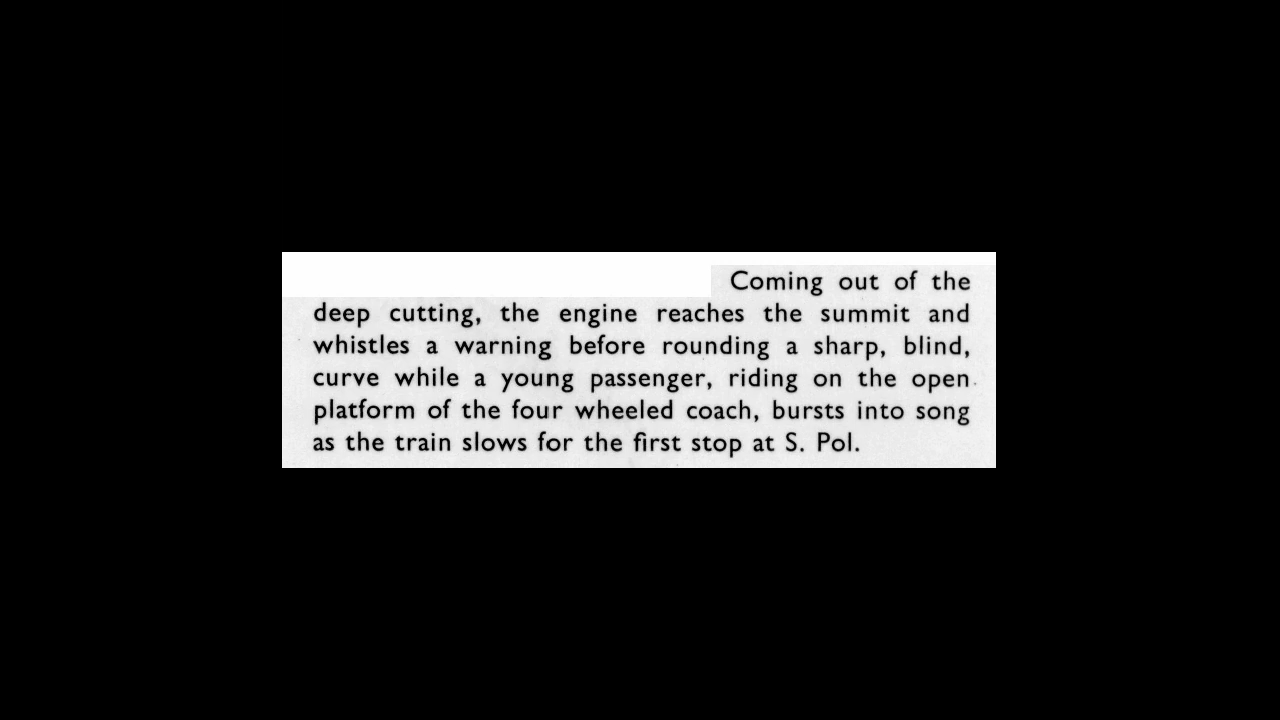 Coming out of the
deep cutting, the engine reaches the summit and
whistles a warning before rounding a sharp, blind,
curve while a young passenger, riding on the open
platform of the four wheeled coach, bursts into song
as the train slows for the first stop at S. Pol.